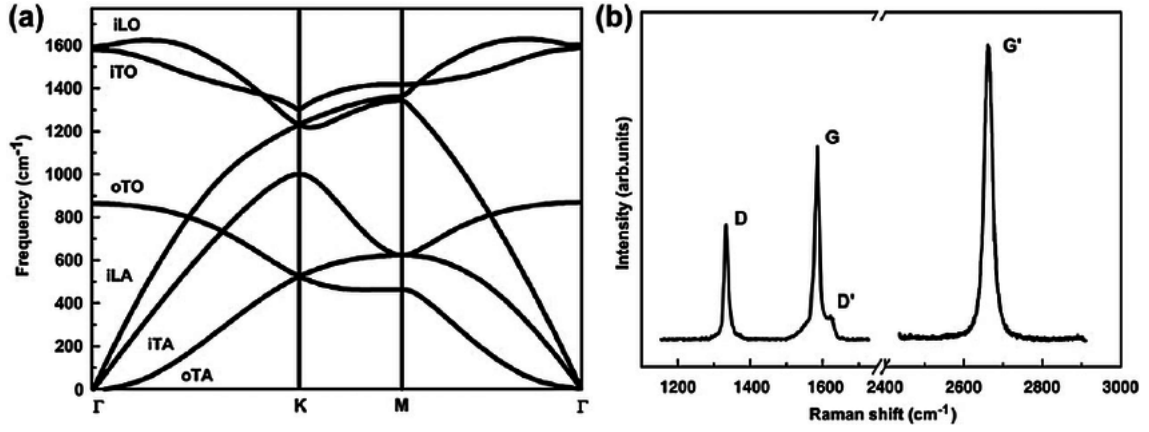 (a)
Frequency (cm⁻¹)
1600
1400
1200
1000
800
600
400
200
0
iLO
iTO
oTO
iLA
iTA
oTA
Γ K M Γ
(b)
Intensity (arb.units)
D
G
D'
G'
1200 1400 1600 2400 2600 2800 3000
Raman shift (cm⁻¹)